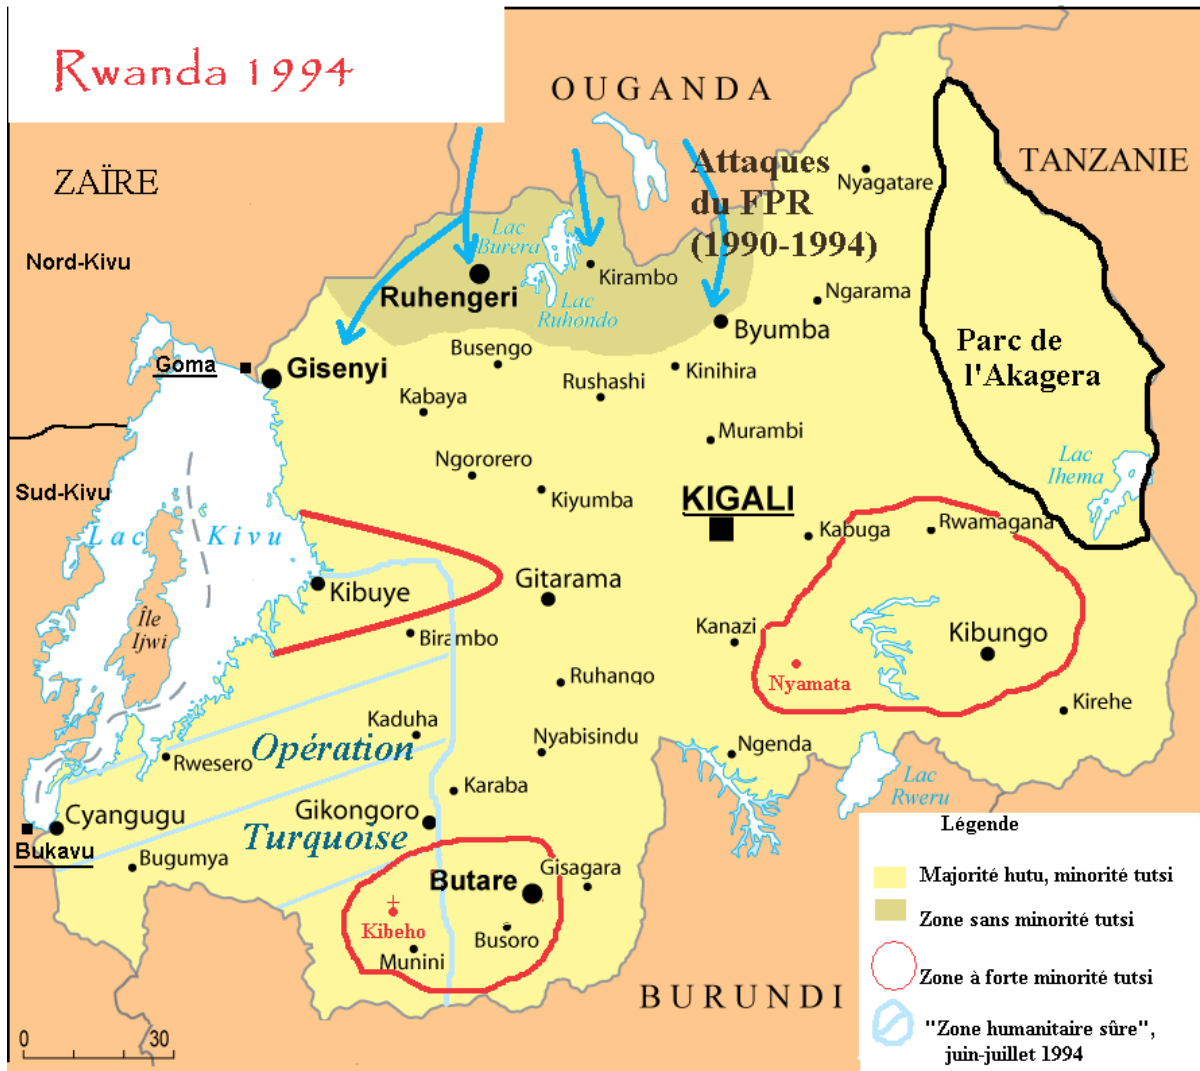 Rwanda 1994
OUGANDA
ZAÏRE
TANZANIE
Attaques
du FPR
(1990-1994)
Nyagatare
Nord-Kivu
Lac
Burera
Kirambo
Ruhengeri
Lac
Ruhondo
Ngarama
Byumba
Parc de
l'Akagera
Busengo
Goma
Gisenyi
Rushashi
Kinihira
Kabaya
Murambi
Ngororero
Lac
Ihema
Sud-Kivu
Kiyumba
KIGALI
Lac Kivu
Kabuga
Rwamagana
Kibuye
Gitarama
Île
Ijwi
Birambo
Kanazi
Kibungo
Ruhango
Nyamata
Kirehe
Kaduha
Opération
Nyabisindu
Ngenda
Rwesero
Karaba
Lac
Rweru
Cyangugu
Gikongoro
Turquoise
Bukavu
Bugumya
Gisagara
Butare
Kibeho
Busoro
Munini
BURUNDI
0 30
Légende
Majorité hutu, minorité tutsi
Zone sans minorité tutsi
Zone à forte minorité tutsi
"Zone humanitaire sûre",
juin-juillet 1994